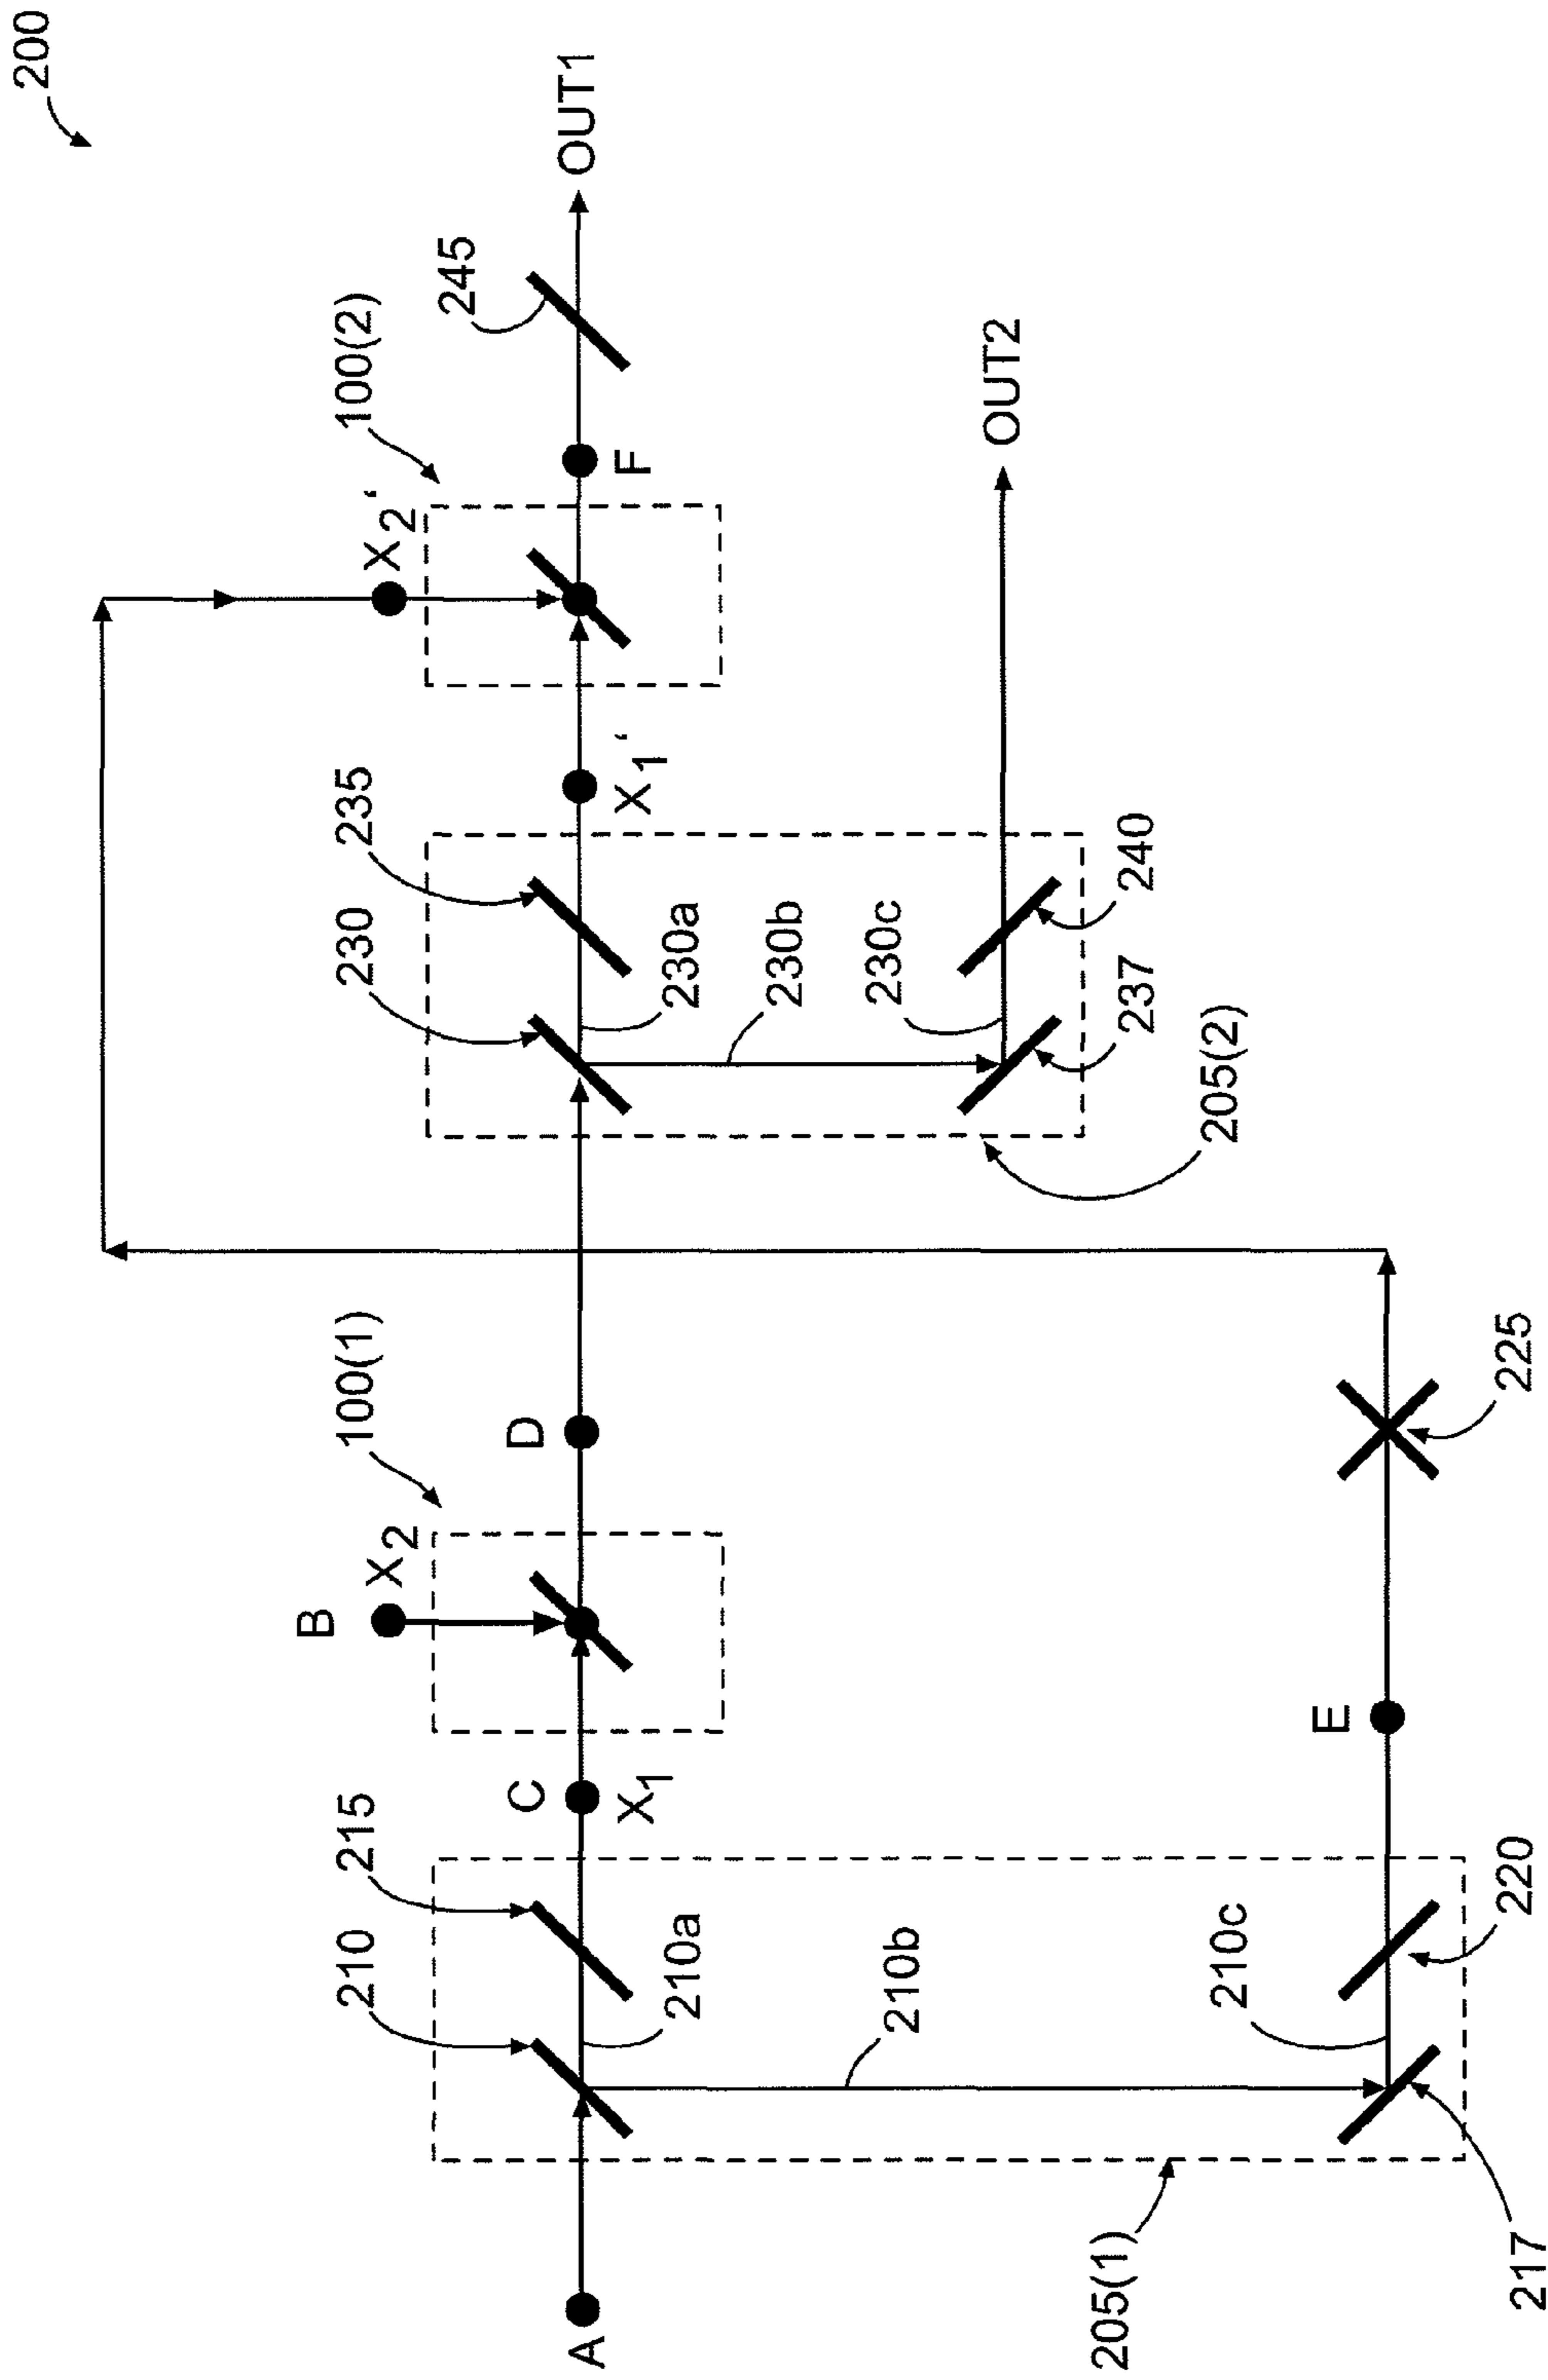 200
OUT1
245
100(2)
X2‘
F
OUT2
X1‘
235
230
230a
230b
230c
240
237
205(2)
100(1)
D
X2
B
225
E
C
X1
215
210
210a
210b
210c
220
217
205(1)
A